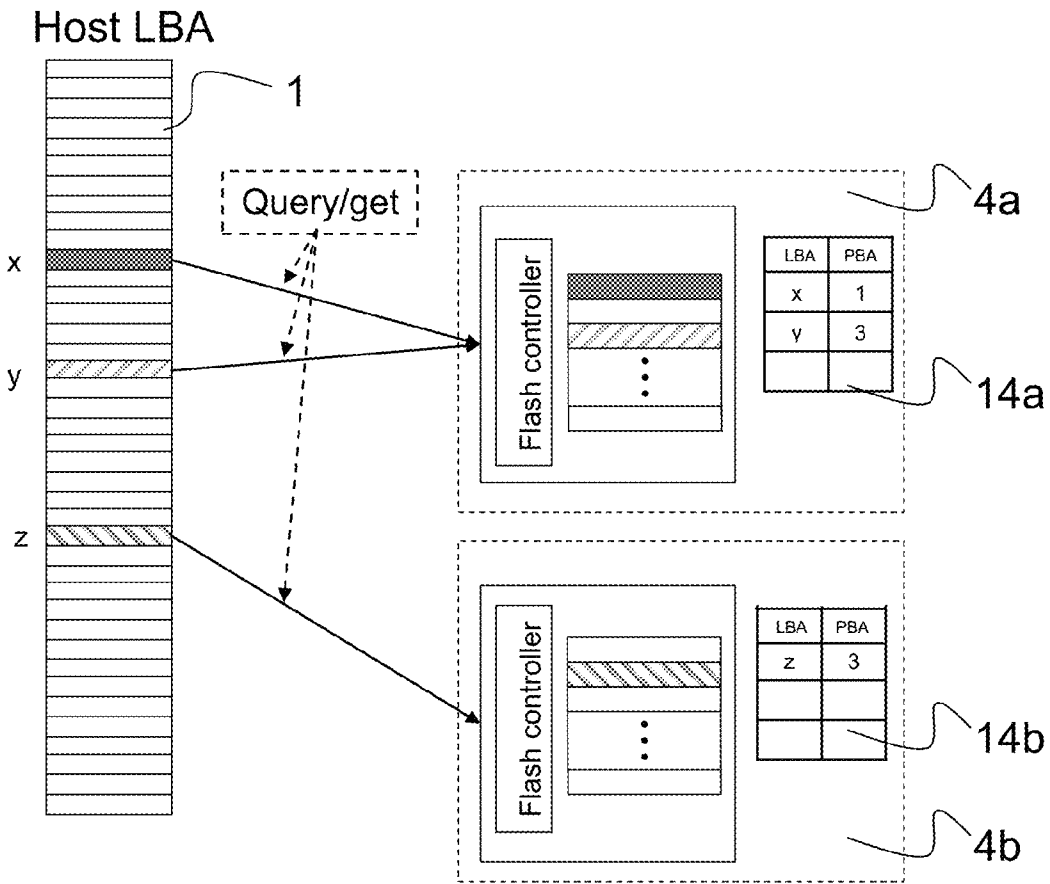 Host LBA
1
Query/get
4a
x
LBA PBA
x 1
y 3
Flash controller
y
14a
z
LBA PBA
z 3
Flash controller
14b
4b